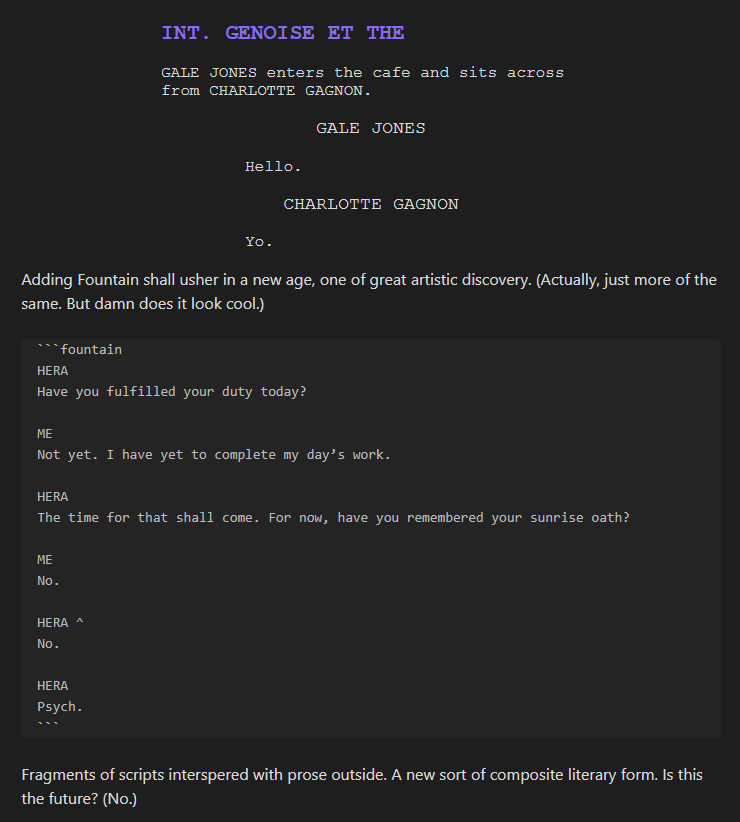 INT. GENOISE ET THE
GALE JONES enters the cafe and sits across
from CHARLOTTE GAGNON.
GALE JONES
Hello.
CHARLOTTE GAGNON
Yo.
Adding Fountain shall usher in a new age, one of great artistic discovery. (Actually, just more of the
same. But damn does it look cool.)
```fountain
HERA
Have you fulfilled your duty today?
ME
Not yet. I have yet to complete my day’s work.
HERA
The time for that shall come. For now, have you remembered your sunrise oath?
ME
No.
HERA ^
No.
HERA
Psych.
```
Fragments of scripts interspered with prose outside. A new sort of composite literary form. Is this
the future? (No.)